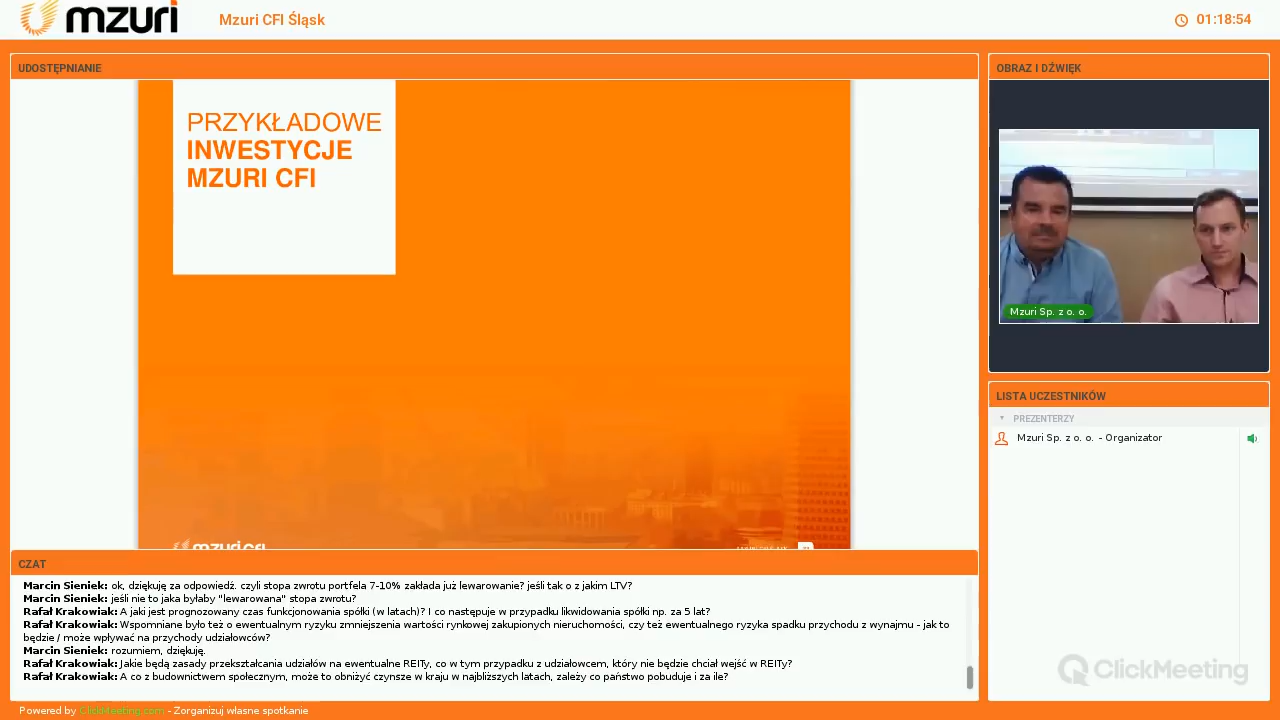 mzuri
Mzuri CFI Śląsk
01:18:54
UDOSTĘPNIANIE
PRZYKŁADOWE
INWESTYCJE
MZURI CFI
mzuri CFI
OBRAZ I DŹWIĘK
Mzuri Sp. z o. o.
LISTA UCZESTNIKÓW
PREZENTERZY
Mzuri Sp. z o. o. - Organizator
ClickMeeting
CZAT
Marcin Sieniek: ok, dziękuję za odpowiedź. czyli stopa zwrotu portfela 7-10% zakłada już lewarowanie? jeśli tak o z jakim LTV?
Marcin Sieniek: jeśli nie to jaka byłaby "lewarowana" stopa zwrotu?
Rafał Krakowiak: A jaki jest prognozowany czas funkcjonowania spółki (w latach)? I co następuje w przypadku likwidowania spółki np. za 5 lat?
Rafał Krakowiak: Wspomniane było też o ewentualnym ryzyku zmniejszenia wartości rynkowej zakupionych nieruchomości, czy też ewentualnego ryzyka spadku przychodu z wynajmu - jak to
będzie / może wpływać na przychody udziałowców?
Marcin Sieniek: rozumiem, dziękuję.
Rafał Krakowiak: Jakie będą zasady przekształcania udziałów na ewentualne REITy, co w tym przypadku z udziałowcem, który nie będzie chciał wejść w REITy?
Rafał Krakowiak: A co z budownictwem społecznym, może to obniżyć czynsze w kraju w najbliższych latach, zależy co państwo pobuduje i za ile?
Powered by ClickMeeting.com - Zorganizuj własne spotkanie